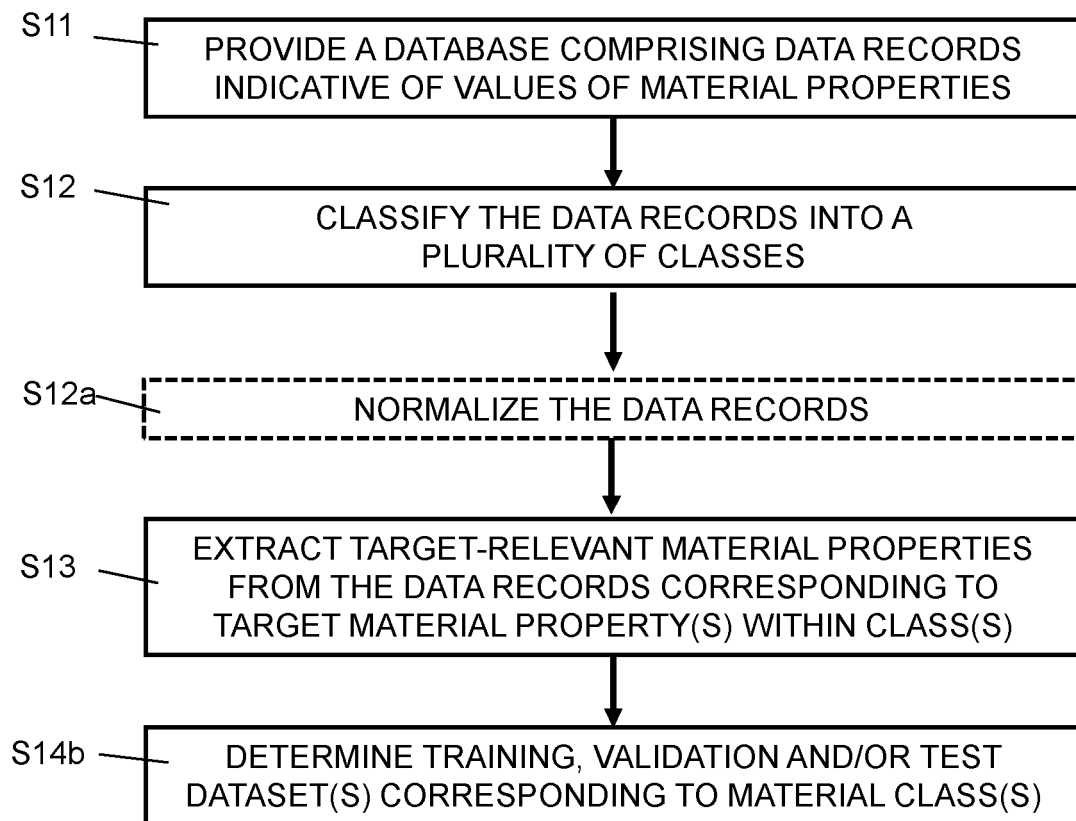 S11
PROVIDE A DATABASE COMPRISING DATA RECORDS
INDICATIVE OF VALUES OF MATERIAL PROPERTIES
S12
CLASSIFY THE DATA RECORDS INTO A
PLURALITY OF CLASSES
S12a
NORMALIZE THE DATA RECORDS
S13
EXTRACT TARGET-RELEVANT MATERIAL PROPERTIES
FROM THE DATA RECORDS CORRESPONDING TO
TARGET MATERIAL PROPERTY(S) WITHIN CLASS(S)
S14b
DETERMINE TRAINING, VALIDATION AND/OR TEST
DATASET(S) CORRESPONDING TO MATERIAL CLASS(S)